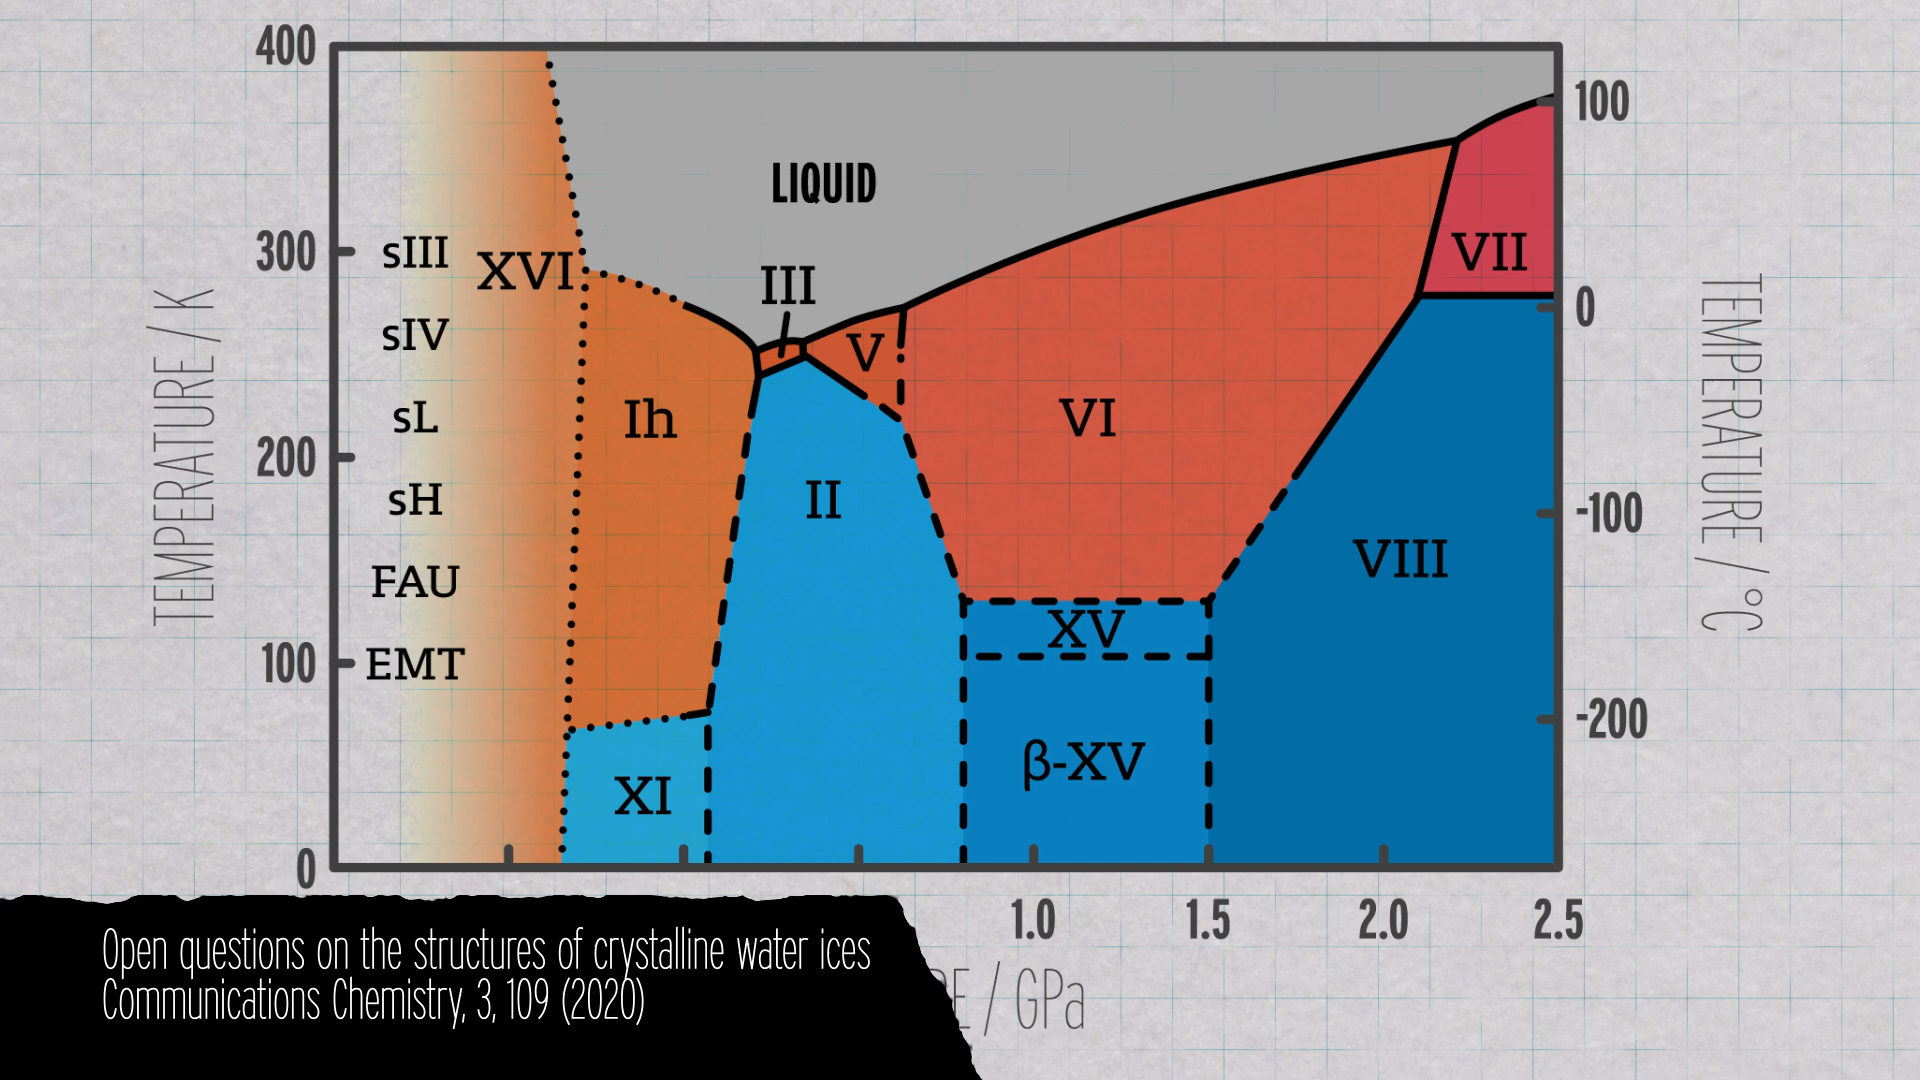 400
300
200
100
0
TEMPERATURE / K
sIII
XVI
sIV
sL
sH
FAU
EMT
LIQUID
III
V
Ih
II
VI
VII
VIII
XV
β-XV
XI
100
0
-100
-200
TEMPERATURE / °C
1.0
1.5
2.0
2.5
/ GPa
Open questions on the structures of crystalline water ices
Communications Chemistry, 3, 109 (2020)